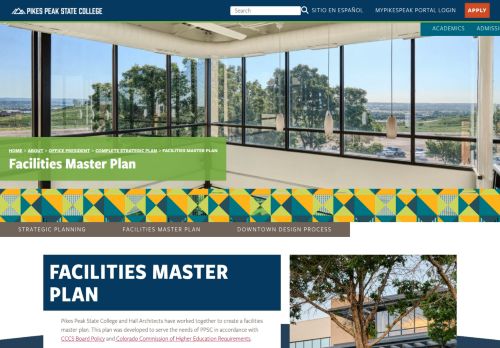 PIKES PEAK STATE COLLEGE
Search
SITIO EN ESPAÑOL
MYPIKESPEAK PORTAL LOGIN
APPLY
ACADEMICS
ADMISSI
HOME > ABOUT > OFFICE PRESIDENT > COMPLETE STRATEGIC PLAN > FACILITIES MASTER PLAN
Facilities Master Plan
STRATEGIC PLANNING
FACILITIES MASTER PLAN
DOWNTOWN DESIGN PROCESS
FACILITIES MASTER
PLAN
Pikes Peak State College and Hall Architects have worked together to create a facilities
master plan. This plan was developed to serve the needs of PPSC in accordance with
CCCS Board Policy and Colorado Commission of Higher Education Requirements.